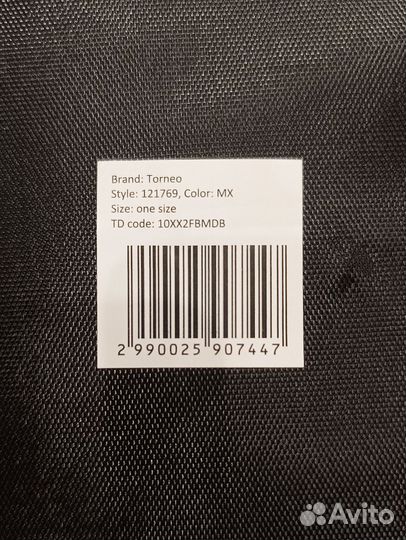 Brand: Torneo
Style: 121769, Color: MX
Size: one size
TD code: 10XX2FBMDB
2 990025 907447
Avito